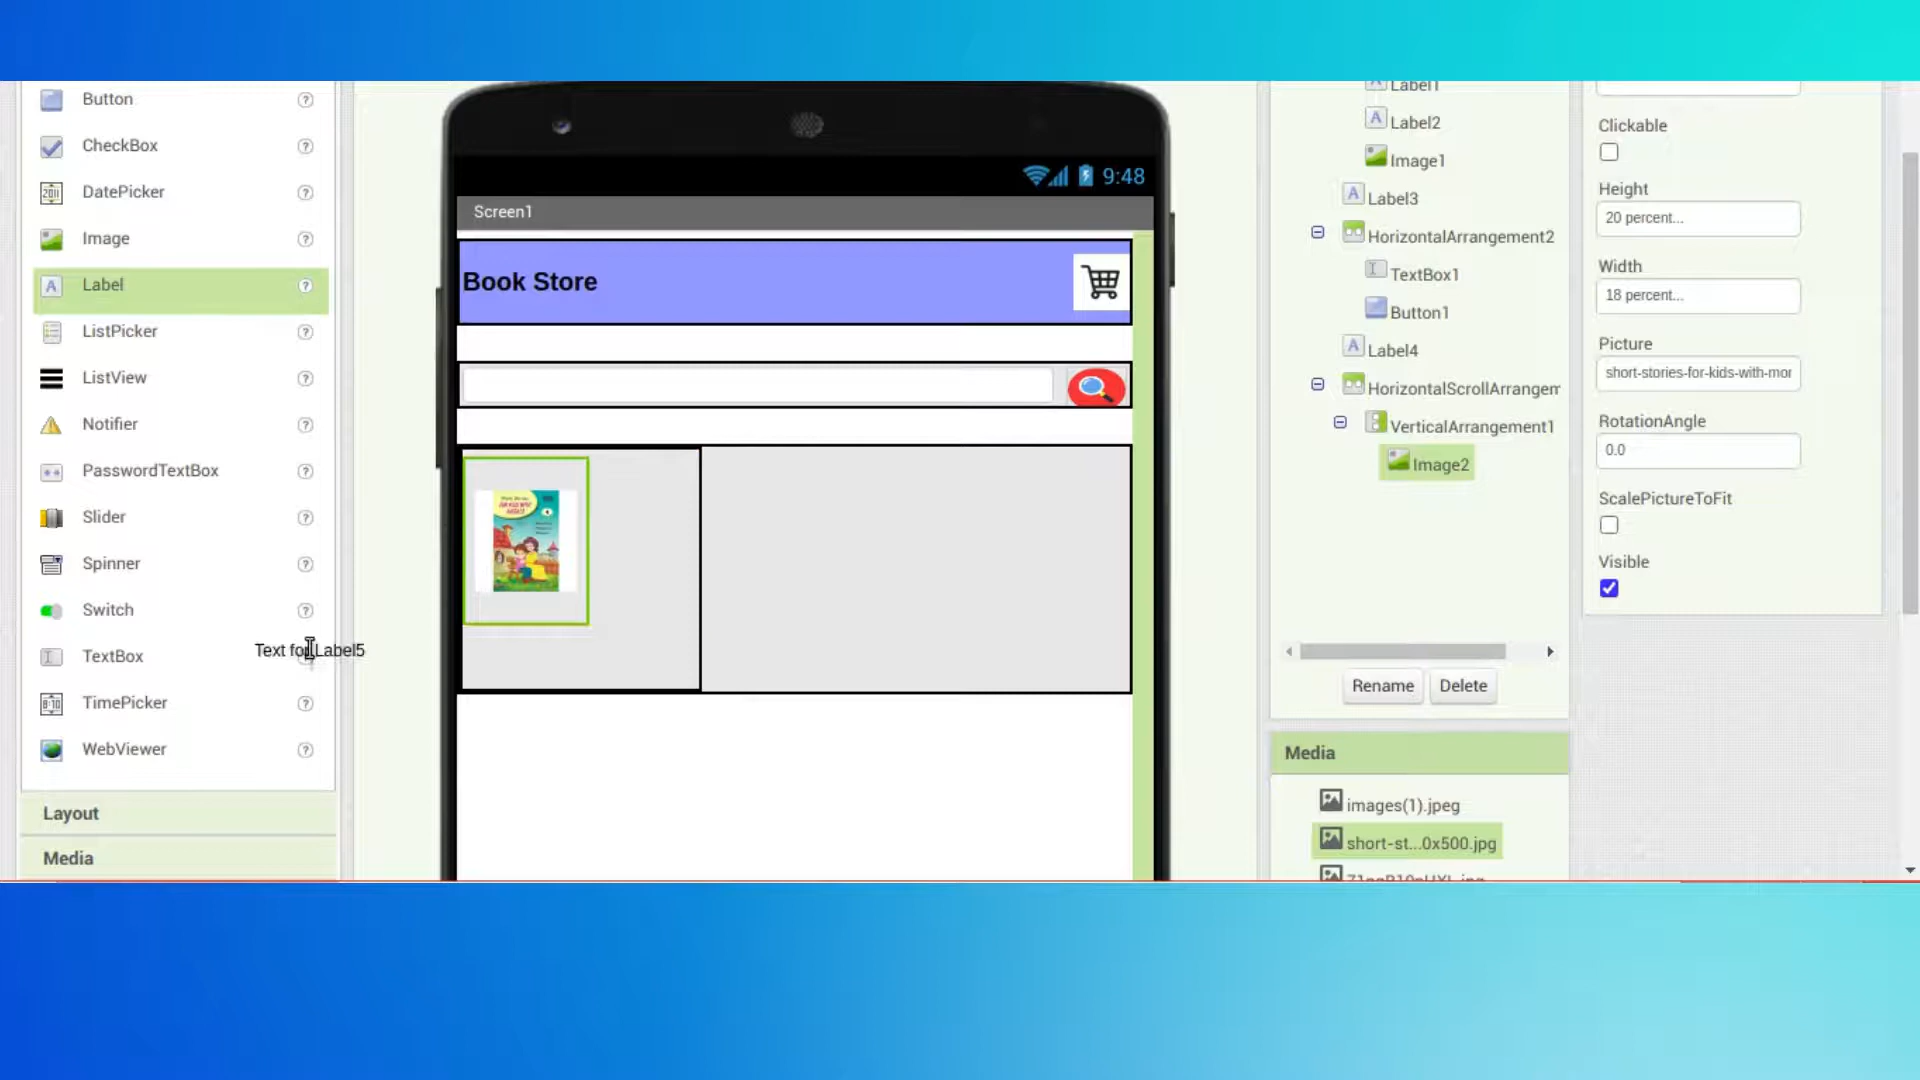 Button
CheckBox
DatePicker
Image
Label
ListPicker
ListView
Notifier
PasswordTextBox
Slider
Spinner
Switch
TextBox
TimePicker
WebViewer
Layout
Media
Text for Label5
9:48
Screen1
Book Store
Label1
Label2
Image1
Label3
HorizontalArrangement2
TextBox1
Button1
Label4
HorizontalScrollArrangem
VerticalArrangement1
Image2
Rename
Delete
Media
images(1).jpeg
short-st...0x500.jpg
Clickable
Height
20 percent...
Width
18 percent...
Picture
short-stories-for-kids-with-mor
RotationAngle
0.0
ScalePictureToFit
Visible